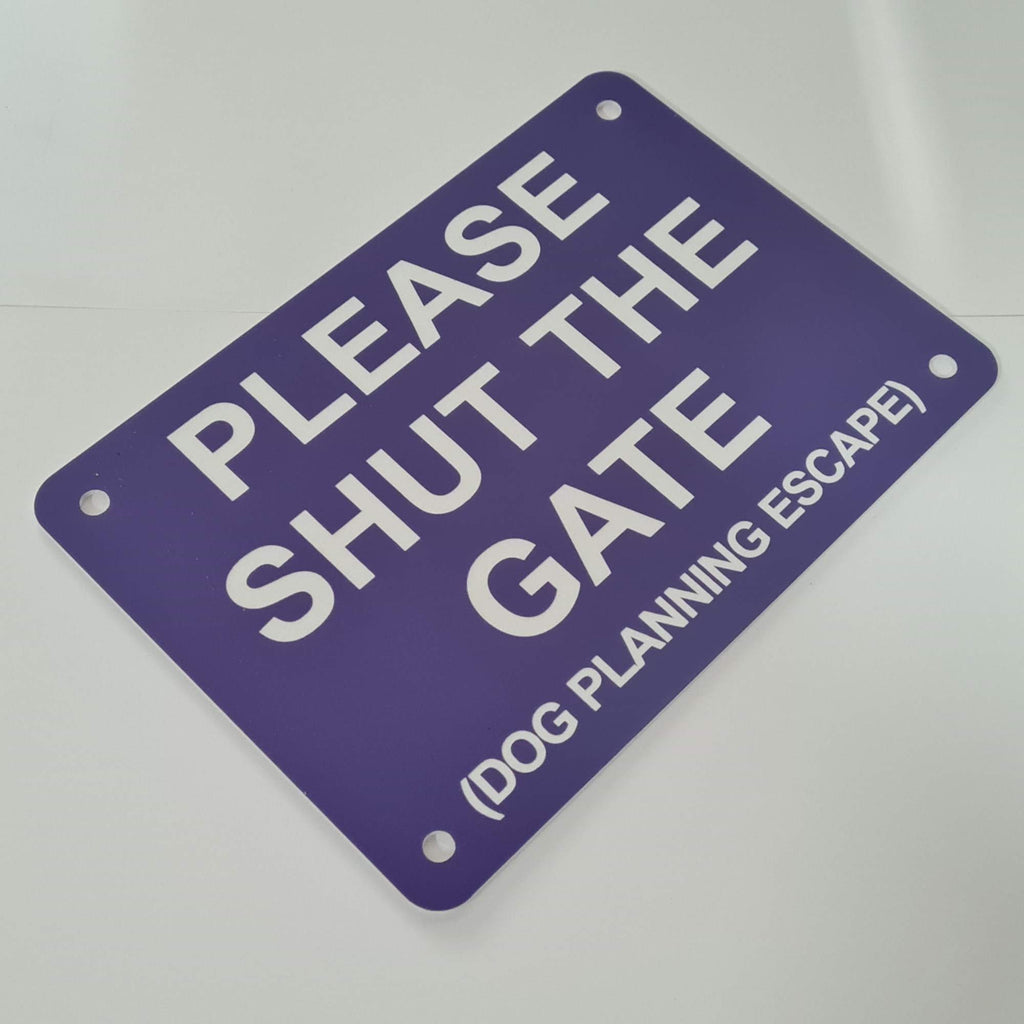 PLEASE
SHUT THE
GATE
(DOG PLANNING ESCAPE)